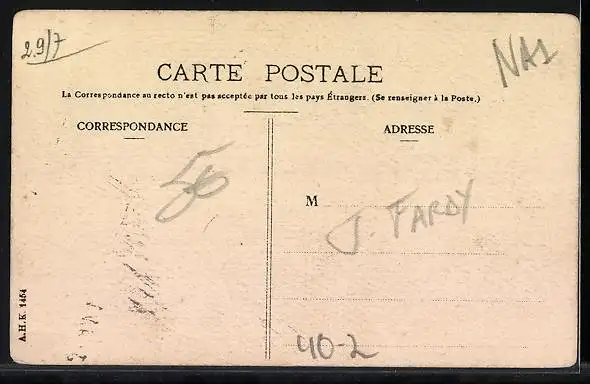 29/7
NA1
CARTE POSTALE
La Correspondance au recto n'est pas acceptée par tous les pays Étrangers. (Se renseigner à la Poste.)
CORRESPONDANCE
ADRESSE
56
M
J. FARDY
A.H.K. 1464
40-2